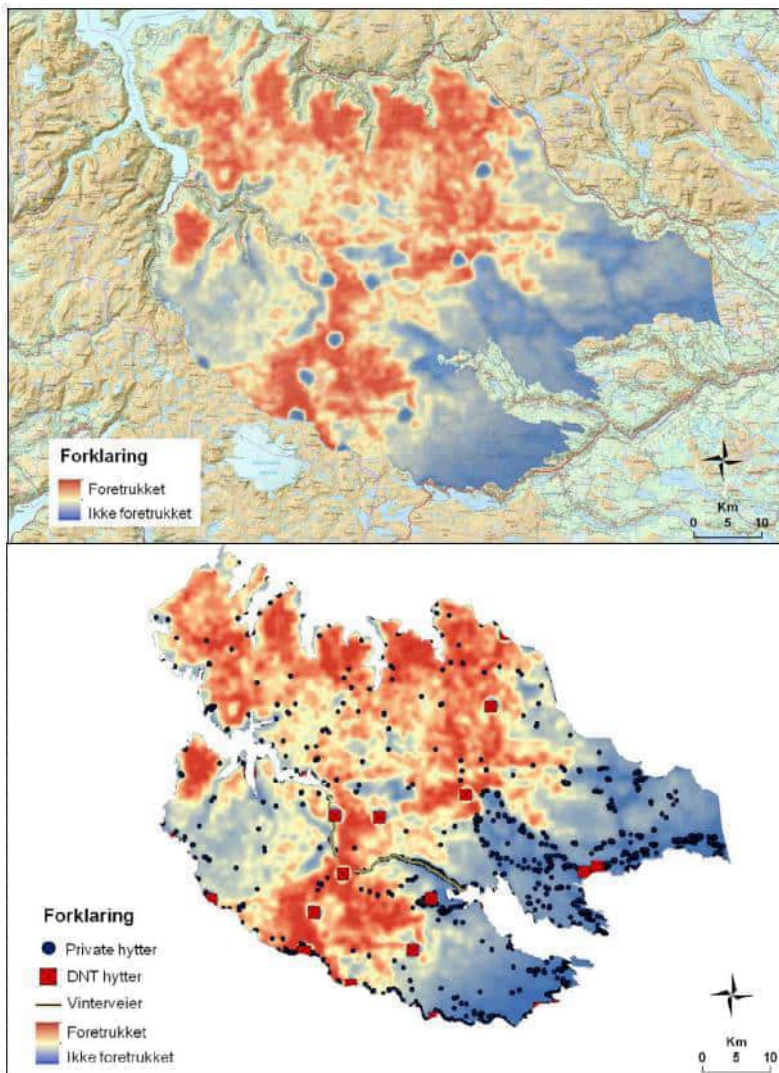 Forklaring
Foretrukket
Ikke foretrukket
Km
0 5 10
Forklaring
Private hytter
DNT hytter
Vinterveier
Foretrukket
Ikke foretrukket
Km
0 5 10